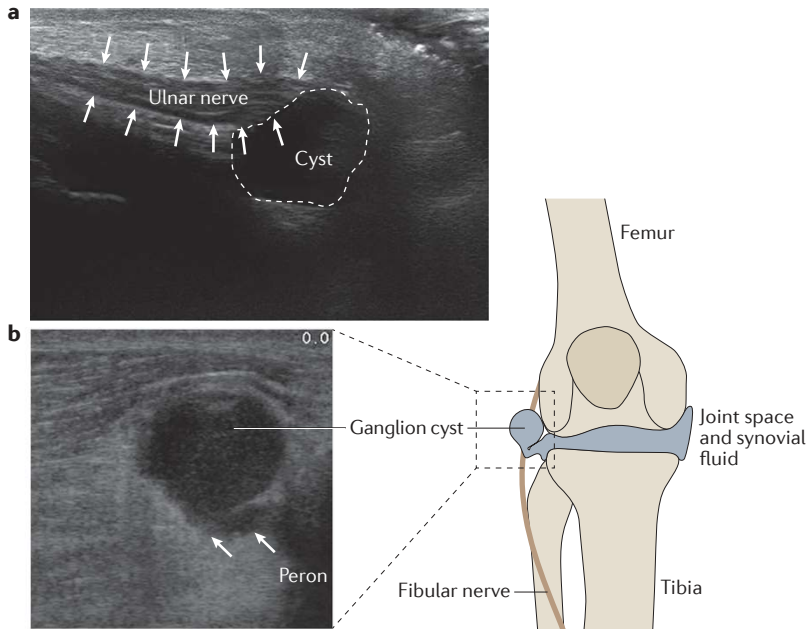 a
Ulnar nerve
Cyst
Femur
b
0.0
Ganglion cyst
Joint space
and synovial
fluid
Peron
Fibular nerve
Tibia